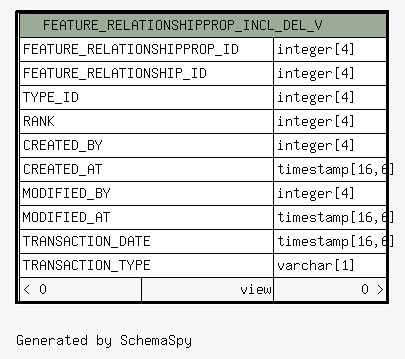 FEATURE_RELATIONSHIPPROP_INCL_DEL_V
FEATURE_RELATIONSHIPPROP_ID integer[4]
FEATURE_RELATIONSHIP_ID integer[4]
TYPE_ID integer[4]
RANK integer[4]
CREATED_BY integer[4]
CREATED_AT timestamp[16,6]
MODIFIED_BY integer[4]
MODIFIED_AT timestamp[16,6]
TRANSACTION_DATE timestamp[16,6]
TRANSACTION_TYPE varchar[1]
< 0 view 0 >
Generated by SchemaSpy